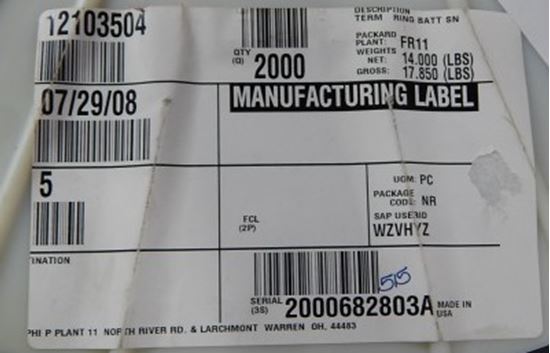 12103504
QTY
(Q) 2000
DESCRIPTION
TERM RING BATT SN
PACKARD
PLANT: FR11
WEIGHTS
NET: 14.000 (LBS)
GROSS: 17.850 (LBS)
07/29/08
MANUFACTURING LABEL
5
UOM: PC
PACKAGE
CODE: NR
SAP USERID
WZVHYZ
FCL
(2P)
INATION
515
SERIAL
(3S) 2000682803A MADE IN
USA
PHI P PLANT 11 NORTH RIVER RD. & LARCHMONT WARREN OH, 44483